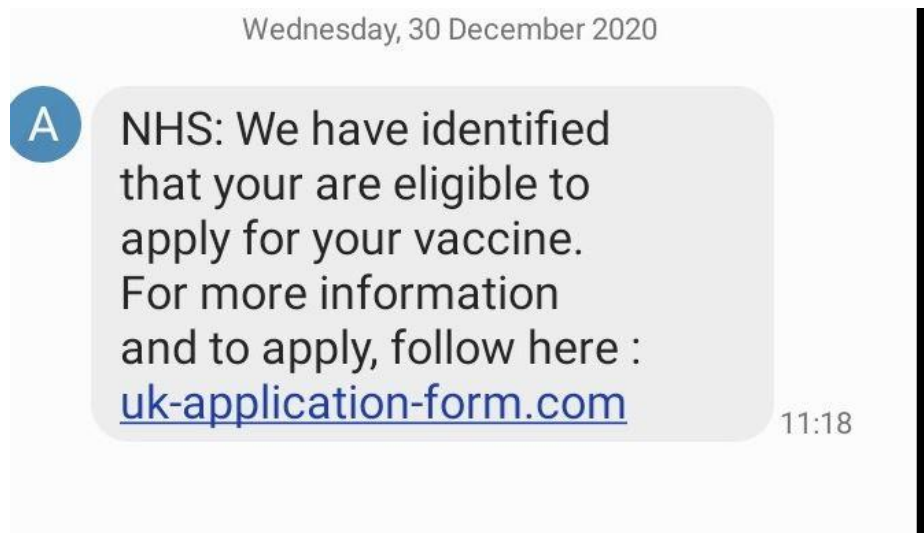 Wednesday, 30 December 2020
A
NHS: We have identified
that your are eligible to
apply for your vaccine.
For more information
and to apply, follow here :
uk-application-form.com
11:18